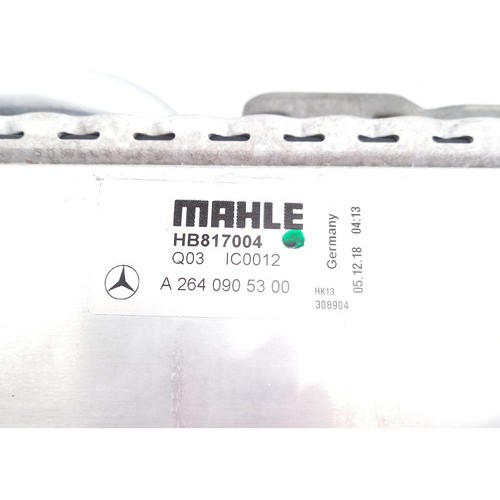 MAHLE
HB817004
Q03 IC0012
A 264 090 53 00
Germany
05.12.18 04:13
HK13
308904